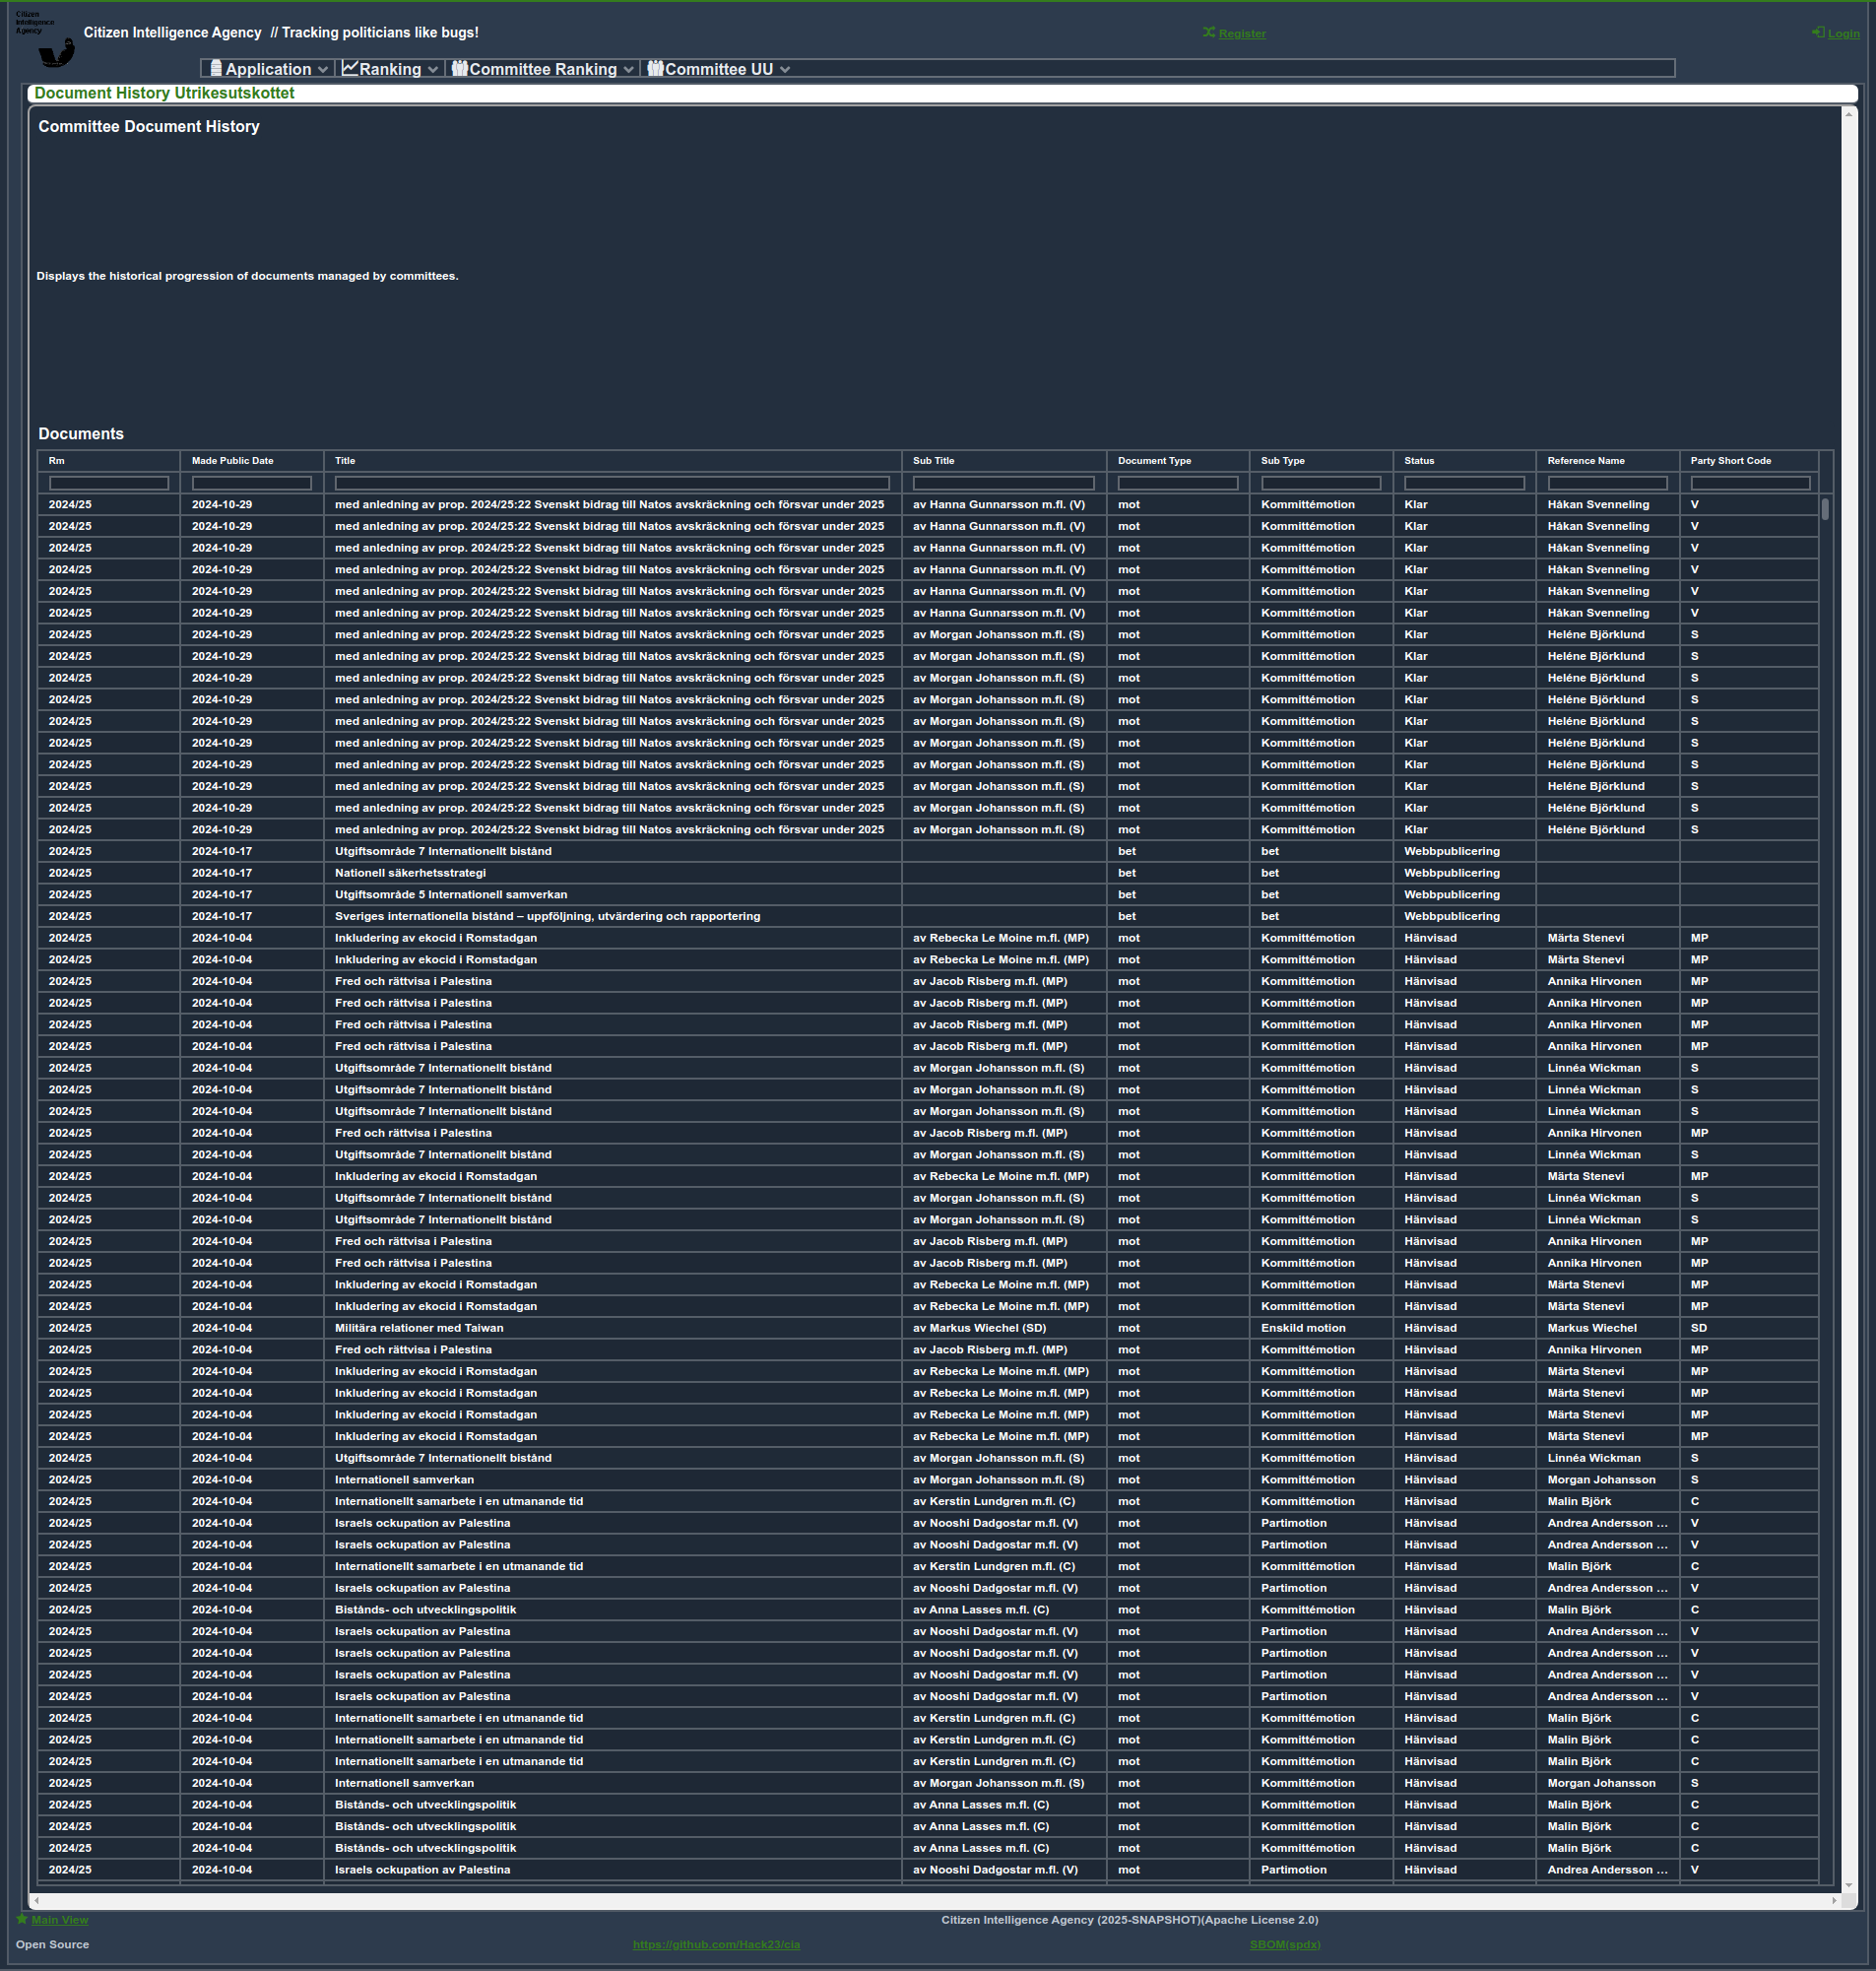 Citizen
Intelligence
Agency
Citizen Intelligence Agency // Tracking politicians like bugs!
Register
Login
Application Ranking Committee Ranking Committee UU
Document History Utrikesutskottet
Committee Document History
Displays the historical progression of documents managed by committees.
Documents
Rm Made Public Date Title Sub Title Document Type Sub Type Status Reference Name Party Short Code
2024/25 2024-10-29 med anledning av prop. 2024/25:22 Svenskt bidrag till Natos avskräckning och försvar under 2025 av Hanna Gunnarsson m.fl. (V) mot Kommittémotion Klar Håkan Svenneling V
2024/25 2024-10-29 med anledning av prop. 2024/25:22 Svenskt bidrag till Natos avskräckning och försvar under 2025 av Hanna Gunnarsson m.fl. (V) mot Kommittémotion Klar Håkan Svenneling V
2024/25 2024-10-29 med anledning av prop. 2024/25:22 Svenskt bidrag till Natos avskräckning och försvar under 2025 av Hanna Gunnarsson m.fl. (V) mot Kommittémotion Klar Håkan Svenneling V
2024/25 2024-10-29 med anledning av prop. 2024/25:22 Svenskt bidrag till Natos avskräckning och försvar under 2025 av Hanna Gunnarsson m.fl. (V) mot Kommittémotion Klar Håkan Svenneling V
2024/25 2024-10-29 med anledning av prop. 2024/25:22 Svenskt bidrag till Natos avskräckning och försvar under 2025 av Hanna Gunnarsson m.fl. (V) mot Kommittémotion Klar Håkan Svenneling V
2024/25 2024-10-29 med anledning av prop. 2024/25:22 Svenskt bidrag till Natos avskräckning och försvar under 2025 av Hanna Gunnarsson m.fl. (V) mot Kommittémotion Klar Håkan Svenneling V
2024/25 2024-10-29 med anledning av prop. 2024/25:22 Svenskt bidrag till Natos avskräckning och försvar under 2025 av Morgan Johansson m.fl. (S) mot Kommittémotion Klar Heléne Björklund S
2024/25 2024-10-29 med anledning av prop. 2024/25:22 Svenskt bidrag till Natos avskräckning och försvar under 2025 av Morgan Johansson m.fl. (S) mot Kommittémotion Klar Heléne Björklund S
2024/25 2024-10-29 med anledning av prop. 2024/25:22 Svenskt bidrag till Natos avskräckning och försvar under 2025 av Morgan Johansson m.fl. (S) mot Kommittémotion Klar Heléne Björklund S
2024/25 2024-10-29 med anledning av prop. 2024/25:22 Svenskt bidrag till Natos avskräckning och försvar under 2025 av Morgan Johansson m.fl. (S) mot Kommittémotion Klar Heléne Björklund S
2024/25 2024-10-29 med anledning av prop. 2024/25:22 Svenskt bidrag till Natos avskräckning och försvar under 2025 av Morgan Johansson m.fl. (S) mot Kommittémotion Klar Heléne Björklund S
2024/25 2024-10-29 med anledning av prop. 2024/25:22 Svenskt bidrag till Natos avskräckning och försvar under 2025 av Morgan Johansson m.fl. (S) mot Kommittémotion Klar Heléne Björklund S
2024/25 2024-10-29 med anledning av prop. 2024/25:22 Svenskt bidrag till Natos avskräckning och försvar under 2025 av Morgan Johansson m.fl. (S) mot Kommittémotion Klar Heléne Björklund S
2024/25 2024-10-29 med anledning av prop. 2024/25:22 Svenskt bidrag till Natos avskräckning och försvar under 2025 av Morgan Johansson m.fl. (S) mot Kommittémotion Klar Heléne Björklund S
2024/25 2024-10-29 med anledning av prop. 2024/25:22 Svenskt bidrag till Natos avskräckning och försvar under 2025 av Morgan Johansson m.fl. (S) mot Kommittémotion Klar Heléne Björklund S
2024/25 2024-10-29 med anledning av prop. 2024/25:22 Svenskt bidrag till Natos avskräckning och försvar under 2025 av Morgan Johansson m.fl. (S) mot Kommittémotion Klar Heléne Björklund S
2024/25 2024-10-17 Utgiftsområde 7 Internationellt bistånd bet bet Webbpublicering
2024/25 2024-10-17 Nationell säkerhetsstrategi bet bet Webbpublicering
2024/25 2024-10-17 Utgiftsområde 5 Internationell samverkan bet bet Webbpublicering
2024/25 2024-10-17 Sveriges internationella bistånd – uppföljning, utvärdering och rapportering bet bet Webbpublicering
2024/25 2024-10-04 Inkludering av ekocid i Romstadgan av Rebecka Le Moine m.fl. (MP) mot Kommittémotion Hänvisad Märta Stenevi MP
2024/25 2024-10-04 Inkludering av ekocid i Romstadgan av Rebecka Le Moine m.fl. (MP) mot Kommittémotion Hänvisad Märta Stenevi MP
2024/25 2024-10-04 Fred och rättvisa i Palestina av Jacob Risberg m.fl. (MP) mot Kommittémotion Hänvisad Annika Hirvonen MP
2024/25 2024-10-04 Fred och rättvisa i Palestina av Jacob Risberg m.fl. (MP) mot Kommittémotion Hänvisad Annika Hirvonen MP
2024/25 2024-10-04 Fred och rättvisa i Palestina av Jacob Risberg m.fl. (MP) mot Kommittémotion Hänvisad Annika Hirvonen MP
2024/25 2024-10-04 Fred och rättvisa i Palestina av Jacob Risberg m.fl. (MP) mot Kommittémotion Hänvisad Annika Hirvonen MP
2024/25 2024-10-04 Utgiftsområde 7 Internationellt bistånd av Morgan Johansson m.fl. (S) mot Kommittémotion Hänvisad Linnéa Wickman S
2024/25 2024-10-04 Utgiftsområde 7 Internationellt bistånd av Morgan Johansson m.fl. (S) mot Kommittémotion Hänvisad Linnéa Wickman S
2024/25 2024-10-04 Utgiftsområde 7 Internationellt bistånd av Morgan Johansson m.fl. (S) mot Kommittémotion Hänvisad Linnéa Wickman S
2024/25 2024-10-04 Fred och rättvisa i Palestina av Jacob Risberg m.fl. (MP) mot Kommittémotion Hänvisad Annika Hirvonen MP
2024/25 2024-10-04 Utgiftsområde 7 Internationellt bistånd av Morgan Johansson m.fl. (S) mot Kommittémotion Hänvisad Linnéa Wickman S
2024/25 2024-10-04 Inkludering av ekocid i Romstadgan av Rebecka Le Moine m.fl. (MP) mot Kommittémotion Hänvisad Märta Stenevi MP
2024/25 2024-10-04 Utgiftsområde 7 Internationellt bistånd av Morgan Johansson m.fl. (S) mot Kommittémotion Hänvisad Linnéa Wickman S
2024/25 2024-10-04 Utgiftsområde 7 Internationellt bistånd av Morgan Johansson m.fl. (S) mot Kommittémotion Hänvisad Linnéa Wickman S
2024/25 2024-10-04 Fred och rättvisa i Palestina av Jacob Risberg m.fl. (MP) mot Kommittémotion Hänvisad Annika Hirvonen MP
2024/25 2024-10-04 Fred och rättvisa i Palestina av Jacob Risberg m.fl. (MP) mot Kommittémotion Hänvisad Annika Hirvonen MP
2024/25 2024-10-04 Inkludering av ekocid i Romstadgan av Rebecka Le Moine m.fl. (MP) mot Kommittémotion Hänvisad Märta Stenevi MP
2024/25 2024-10-04 Inkludering av ekocid i Romstadgan av Rebecka Le Moine m.fl. (MP) mot Kommittémotion Hänvisad Märta Stenevi MP
2024/25 2024-10-04 Militära relationer med Taiwan av Markus Wiechel (SD) mot Enskild motion Hänvisad Markus Wiechel SD
2024/25 2024-10-04 Fred och rättvisa i Palestina av Jacob Risberg m.fl. (MP) mot Kommittémotion Hänvisad Annika Hirvonen MP
2024/25 2024-10-04 Inkludering av ekocid i Romstadgan av Rebecka Le Moine m.fl. (MP) mot Kommittémotion Hänvisad Märta Stenevi MP
2024/25 2024-10-04 Inkludering av ekocid i Romstadgan av Rebecka Le Moine m.fl. (MP) mot Kommittémotion Hänvisad Märta Stenevi MP
2024/25 2024-10-04 Inkludering av ekocid i Romstadgan av Rebecka Le Moine m.fl. (MP) mot Kommittémotion Hänvisad Märta Stenevi MP
2024/25 2024-10-04 Inkludering av ekocid i Romstadgan av Rebecka Le Moine m.fl. (MP) mot Kommittémotion Hänvisad Märta Stenevi MP
2024/25 2024-10-04 Utgiftsområde 7 Internationellt bistånd av Morgan Johansson m.fl. (S) mot Kommittémotion Hänvisad Linnéa Wickman S
2024/25 2024-10-04 Internationell samverkan av Morgan Johansson m.fl. (S) mot Kommittémotion Hänvisad Morgan Johansson S
2024/25 2024-10-04 Internationellt samarbete i en utmanande tid av Kerstin Lundgren m.fl. (C) mot Kommittémotion Hänvisad Malin Björk C
2024/25 2024-10-04 Israels ockupation av Palestina av Nooshi Dadgostar m.fl. (V) mot Partimotion Hänvisad Andrea Andersson ... V
2024/25 2024-10-04 Israels ockupation av Palestina av Nooshi Dadgostar m.fl. (V) mot Partimotion Hänvisad Andrea Andersson ... V
2024/25 2024-10-04 Internationellt samarbete i en utmanande tid av Kerstin Lundgren m.fl. (C) mot Kommittémotion Hänvisad Malin Björk C
2024/25 2024-10-04 Israels ockupation av Palestina av Nooshi Dadgostar m.fl. (V) mot Partimotion Hänvisad Andrea Andersson ... V
2024/25 2024-10-04 Bistånds- och utvecklingspolitik av Anna Lasses m.fl. (C) mot Kommittémotion Hänvisad Malin Björk C
2024/25 2024-10-04 Israels ockupation av Palestina av Nooshi Dadgostar m.fl. (V) mot Partimotion Hänvisad Andrea Andersson ... V
2024/25 2024-10-04 Israels ockupation av Palestina av Nooshi Dadgostar m.fl. (V) mot Partimotion Hänvisad Andrea Andersson ... V
2024/25 2024-10-04 Israels ockupation av Palestina av Nooshi Dadgostar m.fl. (V) mot Partimotion Hänvisad Andrea Andersson ... V
2024/25 2024-10-04 Israels ockupation av Palestina av Nooshi Dadgostar m.fl. (V) mot Partimotion Hänvisad Andrea Andersson ... V
2024/25 2024-10-04 Internationellt samarbete i en utmanande tid av Kerstin Lundgren m.fl. (C) mot Kommittémotion Hänvisad Malin Björk C
2024/25 2024-10-04 Internationellt samarbete i en utmanande tid av Kerstin Lundgren m.fl. (C) mot Kommittémotion Hänvisad Malin Björk C
2024/25 2024-10-04 Internationellt samarbete i en utmanande tid av Kerstin Lundgren m.fl. (C) mot Kommittémotion Hänvisad Malin Björk C
2024/25 2024-10-04 Internationell samverkan av Morgan Johansson m.fl. (S) mot Kommittémotion Hänvisad Morgan Johansson S
2024/25 2024-10-04 Bistånds- och utvecklingspolitik av Anna Lasses m.fl. (C) mot Kommittémotion Hänvisad Malin Björk C
2024/25 2024-10-04 Bistånds- och utvecklingspolitik av Anna Lasses m.fl. (C) mot Kommittémotion Hänvisad Malin Björk C
2024/25 2024-10-04 Bistånds- och utvecklingspolitik av Anna Lasses m.fl. (C) mot Kommittémotion Hänvisad Malin Björk C
2024/25 2024-10-04 Israels ockupation av Palestina av Nooshi Dadgostar m.fl. (V) mot Partimotion Hänvisad Andrea Andersson ... V
Main View Citizen Intelligence Agency (2025-SNAPSHOT)(Apache License 2.0)
Open Source https://github.com/Hack23/cia SBOM(spdx)